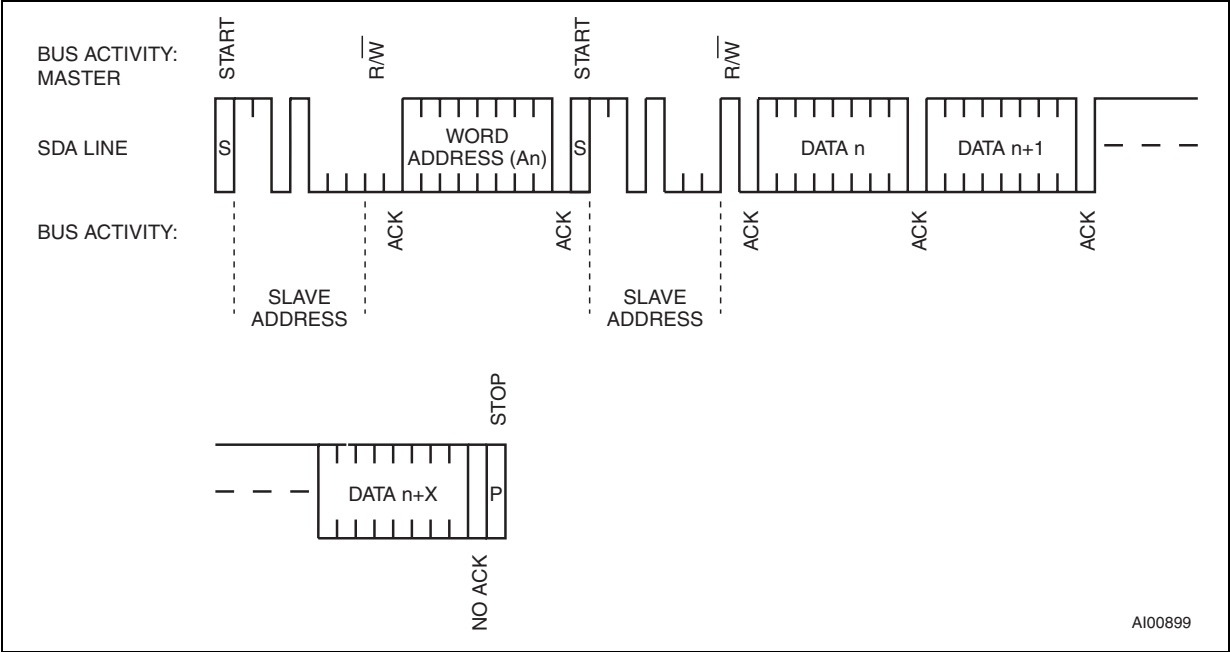 BUS ACTIVITY:
MASTER
START
R/W
START
R/W
SDA LINE
S
WORD
ADDRESS (An)
S
DATA n
DATA n+1
BUS ACTIVITY:
ACK
ACK
ACK
ACK
ACK
SLAVE
ADDRESS
SLAVE
ADDRESS
STOP
DATA n+X
P
NO ACK
AI00899